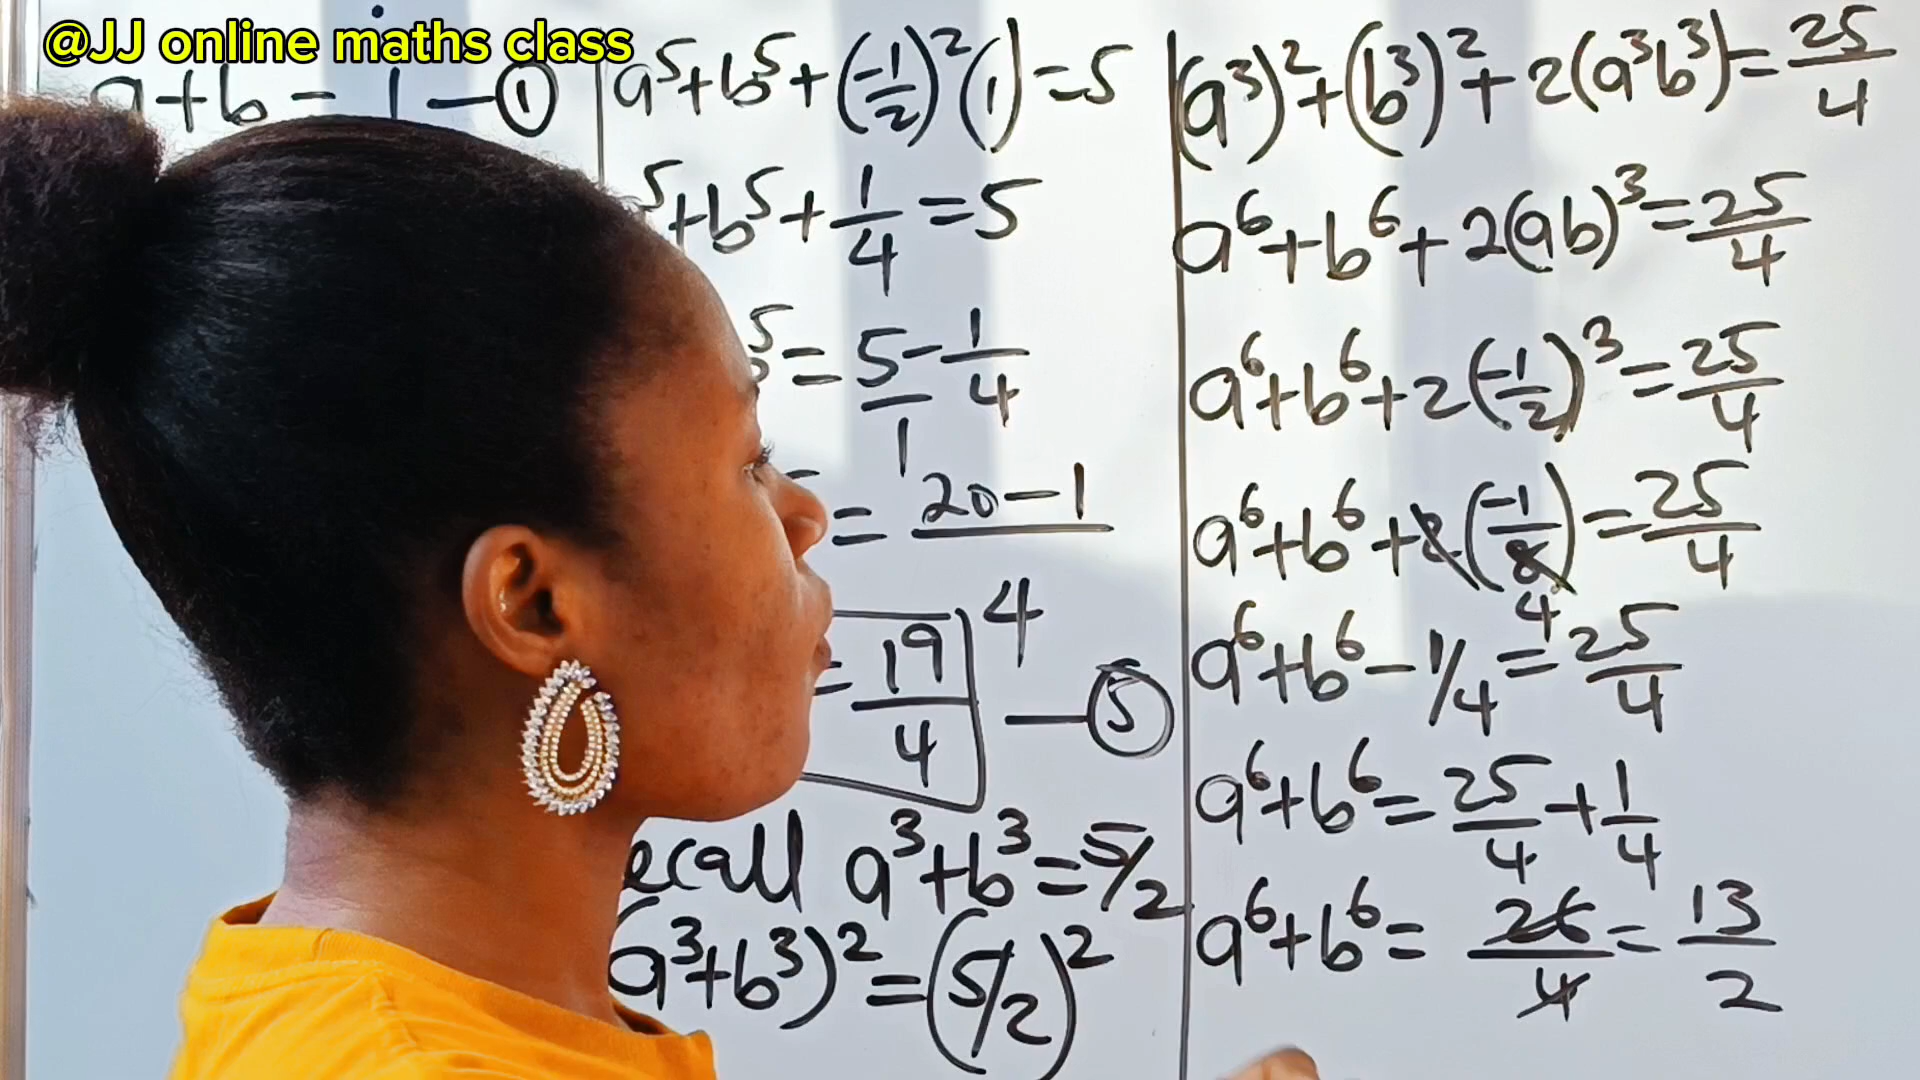 @JJ online maths class
a+b=1—①
a⁵+b⁵+(-1/2)²(1)=5
⁵+b⁵+1/4=5
⁵=5/1-1/4
=20-1/4
=19/4—⑤
ecall a³+b³=5/2
(a³+b³)²=(5/2)²
(a³)²+(b³)²+2(a³b³)=25/4
a⁶+b⁶+2(ab)³=25/4
a⁶+b⁶+2(-1/2)³=25/4
a⁶+b⁶+2(-1/8)=25/4
4
a⁶+b⁶-1/4=25/4
a⁶+b⁶=25/4+1/4
a⁶+b⁶=26/4=13/2